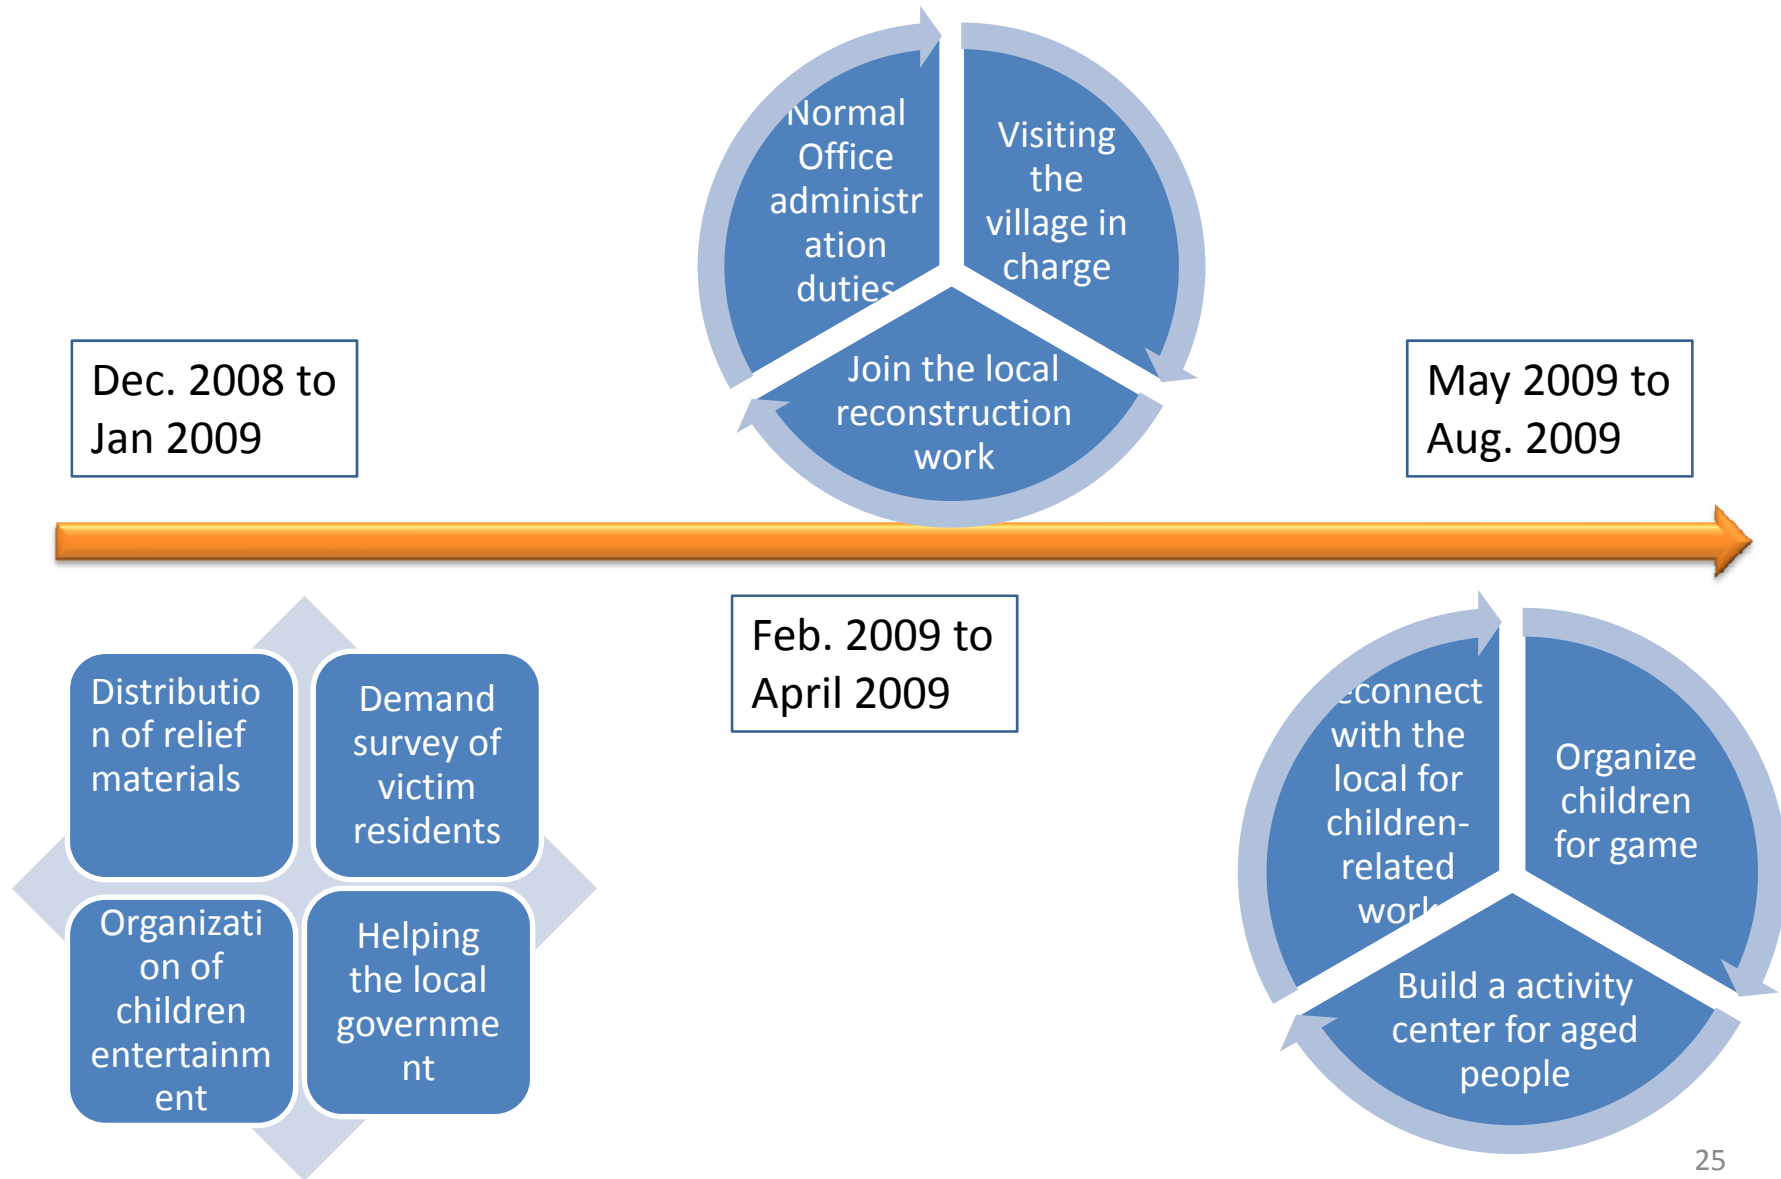 Normal
Office
administr
ation
duties
Visiting
the
village in
charge
Join the local
reconstruction
work
Dec. 2008 to
Jan 2009
May 2009 to
Aug. 2009
Feb. 2009 to
April 2009
Distributio
n of relief
materials
Demand
survey of
victim
residents
Organizati
on of
children
entertainm
ent
Helping
the local
governme
nt
econnect
with the
local for
children-
related
work
Organize
children
for game
Build a activity
center for aged
people
25